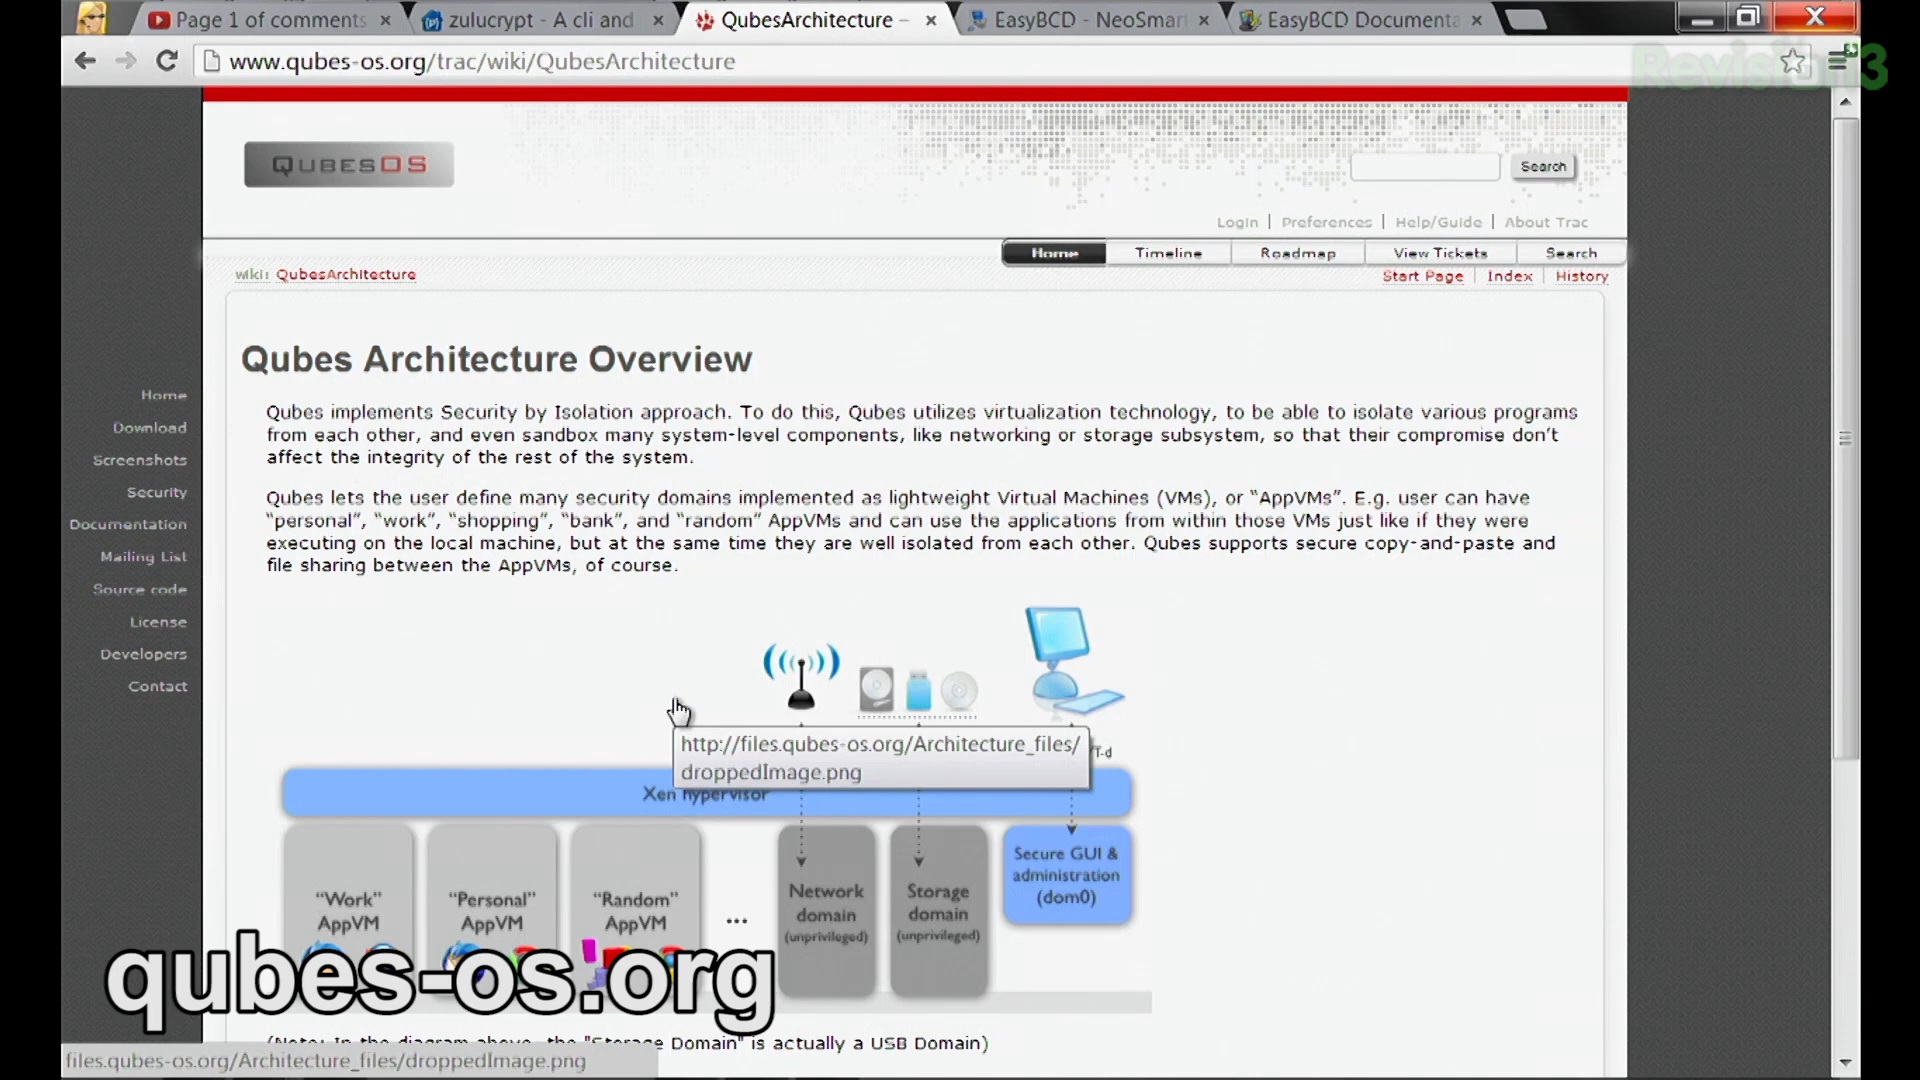 Page 1 of comments
zulucrypt - A cli and
QubesArchitecture –
EasyBCD - NeoSmart
EasyBCD Documenta
www.qubes-os.org/trac/wiki/QubesArchitecture
Revision3
QUBESOS
Search
Login | Preferences | Help/Guide | About Trac
Home Timeline Roadmap View Tickets Search
wiki: QubesArchitecture
Start Page | Index | History
Home
Download
Screenshots
Security
Documentation
Mailing List
Source code
License
Developers
Contact
Qubes Architecture Overview
Qubes implements Security by Isolation approach. To do this, Qubes utilizes virtualization technology, to be able to isolate various programs
from each other, and even sandbox many system-level components, like networking or storage subsystem, so that their compromise don’t
affect the integrity of the rest of the system.
Qubes lets the user define many security domains implemented as lightweight Virtual Machines (VMs), or “AppVMs”. E.g. user can have
“personal”, “work”, “shopping”, “bank”, and “random” AppVMs and can use the applications from within those VMs just like if they were
executing on the local machine, but at the same time they are well isolated from each other. Qubes supports secure copy-and-paste and
file sharing between the AppVMs, of course.
http://files.qubes-os.org/Architecture_files/
droppedImage.png
T-d
Xen hypervisor
“Work”
AppVM
“Personal”
AppVM
“Random”
AppVM
...
Network
domain
(unprivileged)
Storage
domain
(unprivileged)
Secure GUI &
administration
(dom0)
qubes-os.org
(Note: In the diagram above, the "Storage Domain" is actually a USB Domain)
files.qubes-os.org/Architecture_files/droppedImage.png